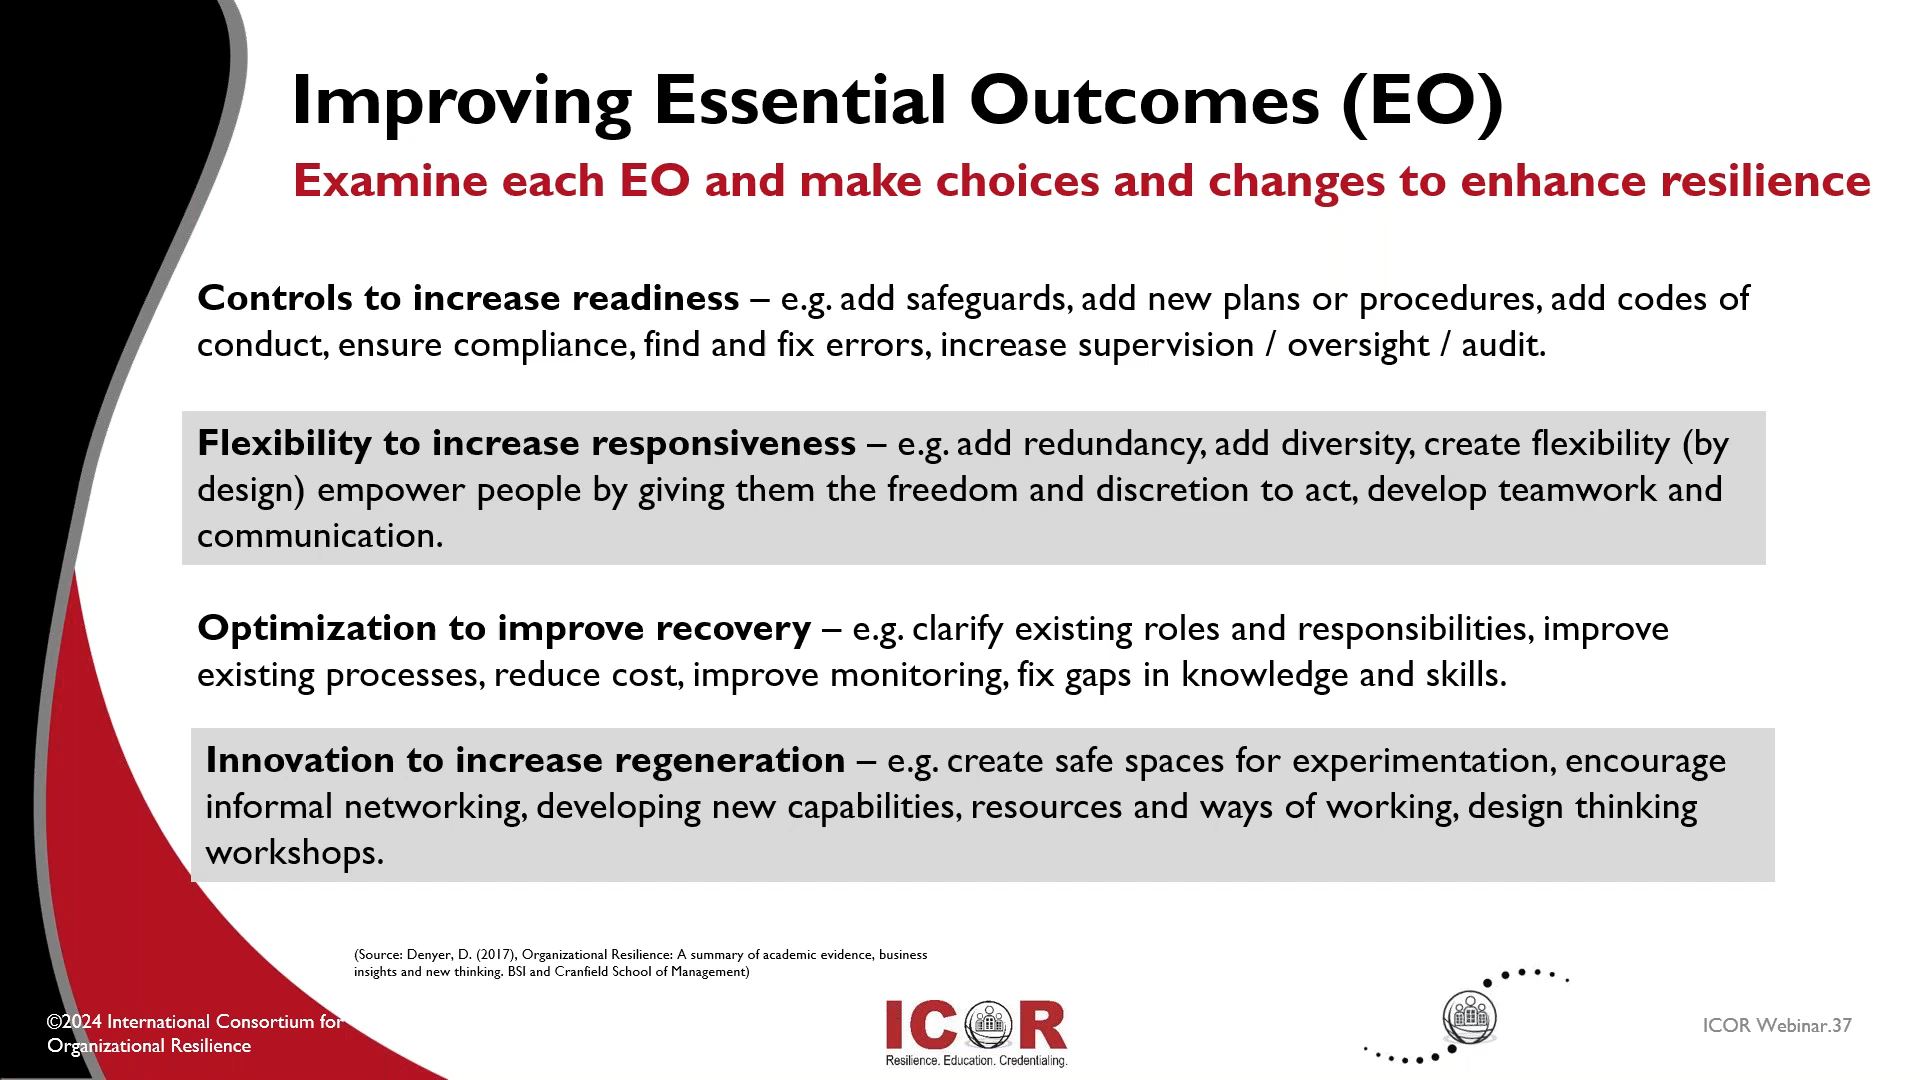 Improving Essential Outcomes (EO)
Examine each EO and make choices and changes to enhance resilience
Controls to increase readiness – e.g. add safeguards, add new plans or procedures, add codes of
conduct, ensure compliance, find and fix errors, increase supervision / oversight / audit.
Flexibility to increase responsiveness – e.g. add redundancy, add diversity, create flexibility (by
design) empower people by giving them the freedom and discretion to act, develop teamwork and
communication.
Optimization to improve recovery – e.g. clarify existing roles and responsibilities, improve
existing processes, reduce cost, improve monitoring, fix gaps in knowledge and skills.
Innovation to increase regeneration – e.g. create safe spaces for experimentation, encourage
informal networking, developing new capabilities, resources and ways of working, design thinking
workshops.
(Source: Denyer, D. (2017), Organizational Resilience: A summary of academic evidence, business
insights and new thinking. BSI and Cranfield School of Management)
©2024 International Consortium for
Organizational Resilience
ICOR
Resilience. Education. Credentialing.
ICOR Webinar.37